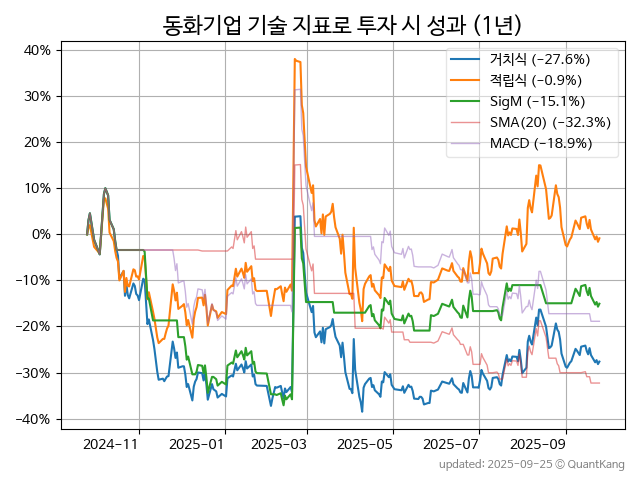 동화기업 기술 지표로 투자 시 성과 (1년)
40%
30%
20%
10%
0%
−10%
−20%
−30%
−40%
거치식 (−27.6%)
적립식 (−0.9%)
SigM (−15.1%)
SMA(20) (−32.3%)
MACD (−18.9%)
2024−11
2025−01
2025−03
2025−05
2025−07
2025−09
updated: 2025−09−25 © QuantKang